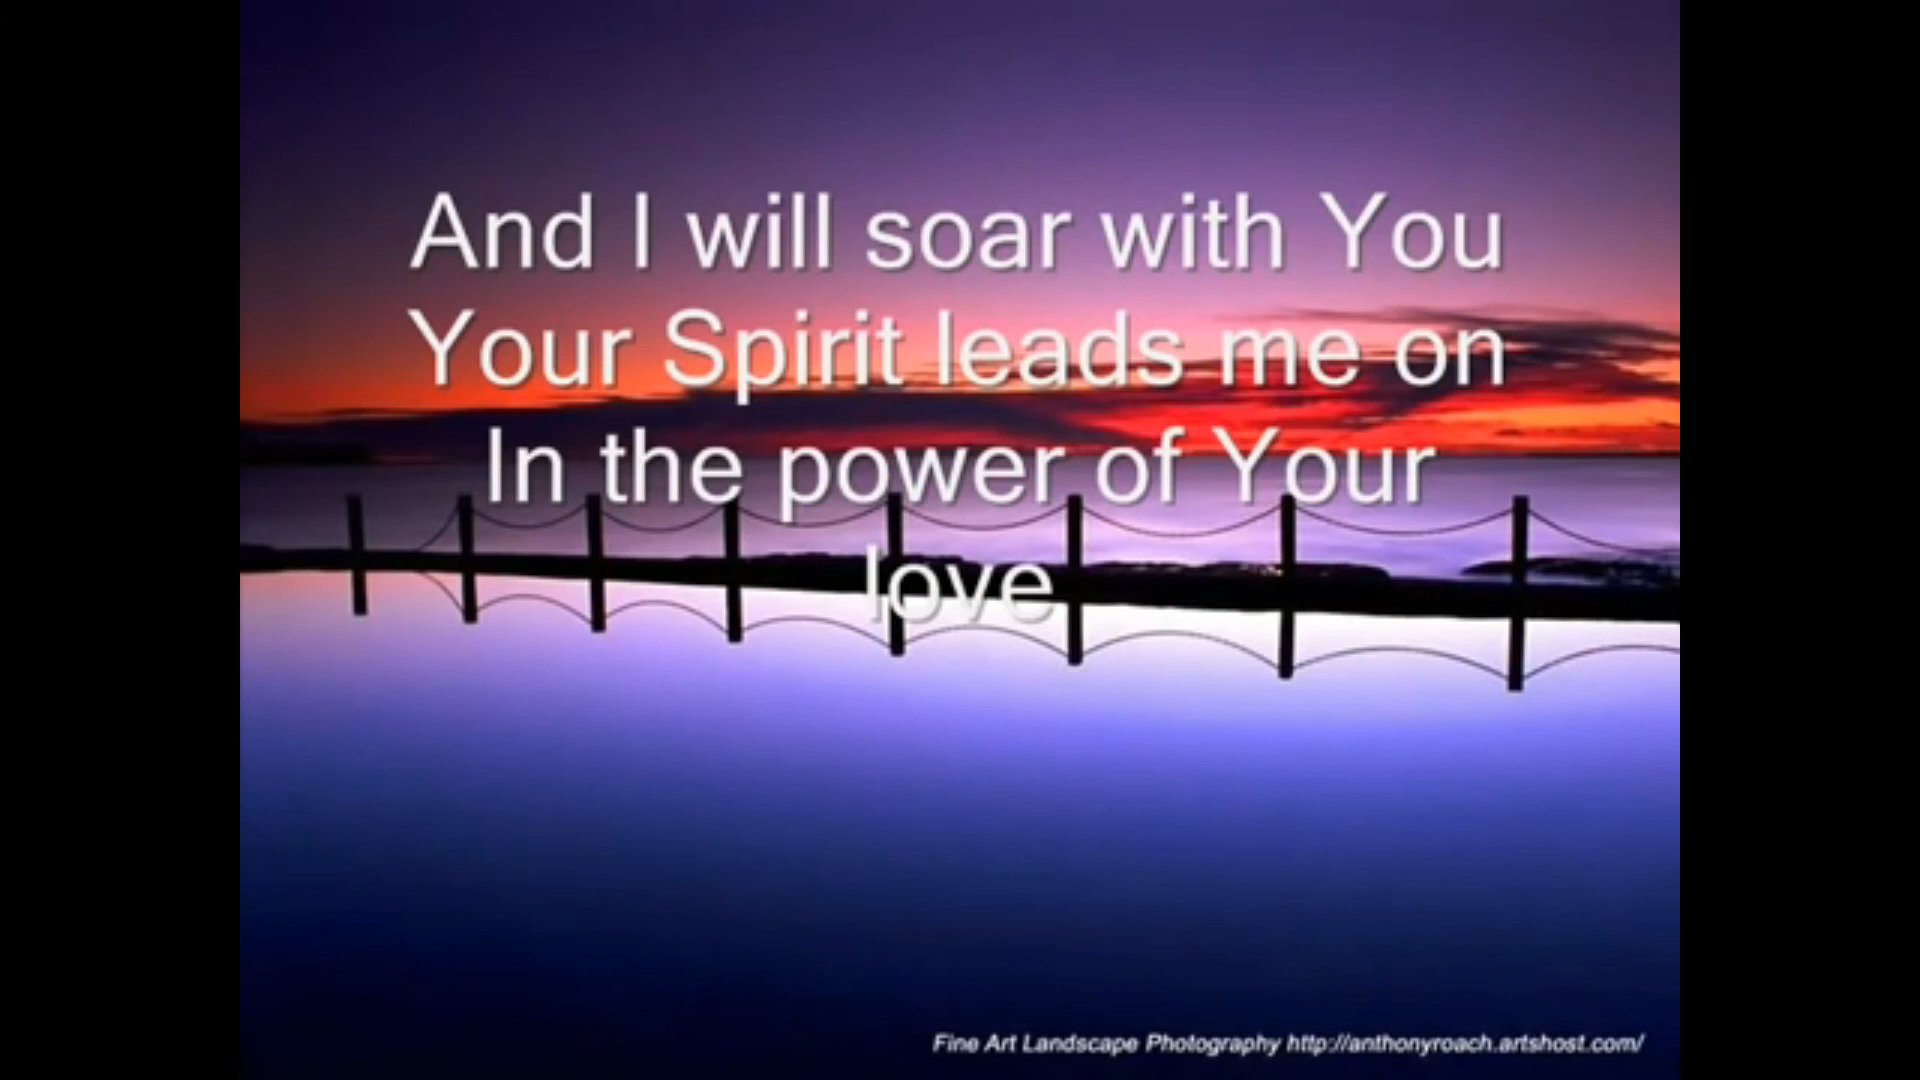 And I will soar with You
Your Spirit leads me on
In the power of Your
love
Fine Art Landscape Photography http://anthonyroach.artshost.com/